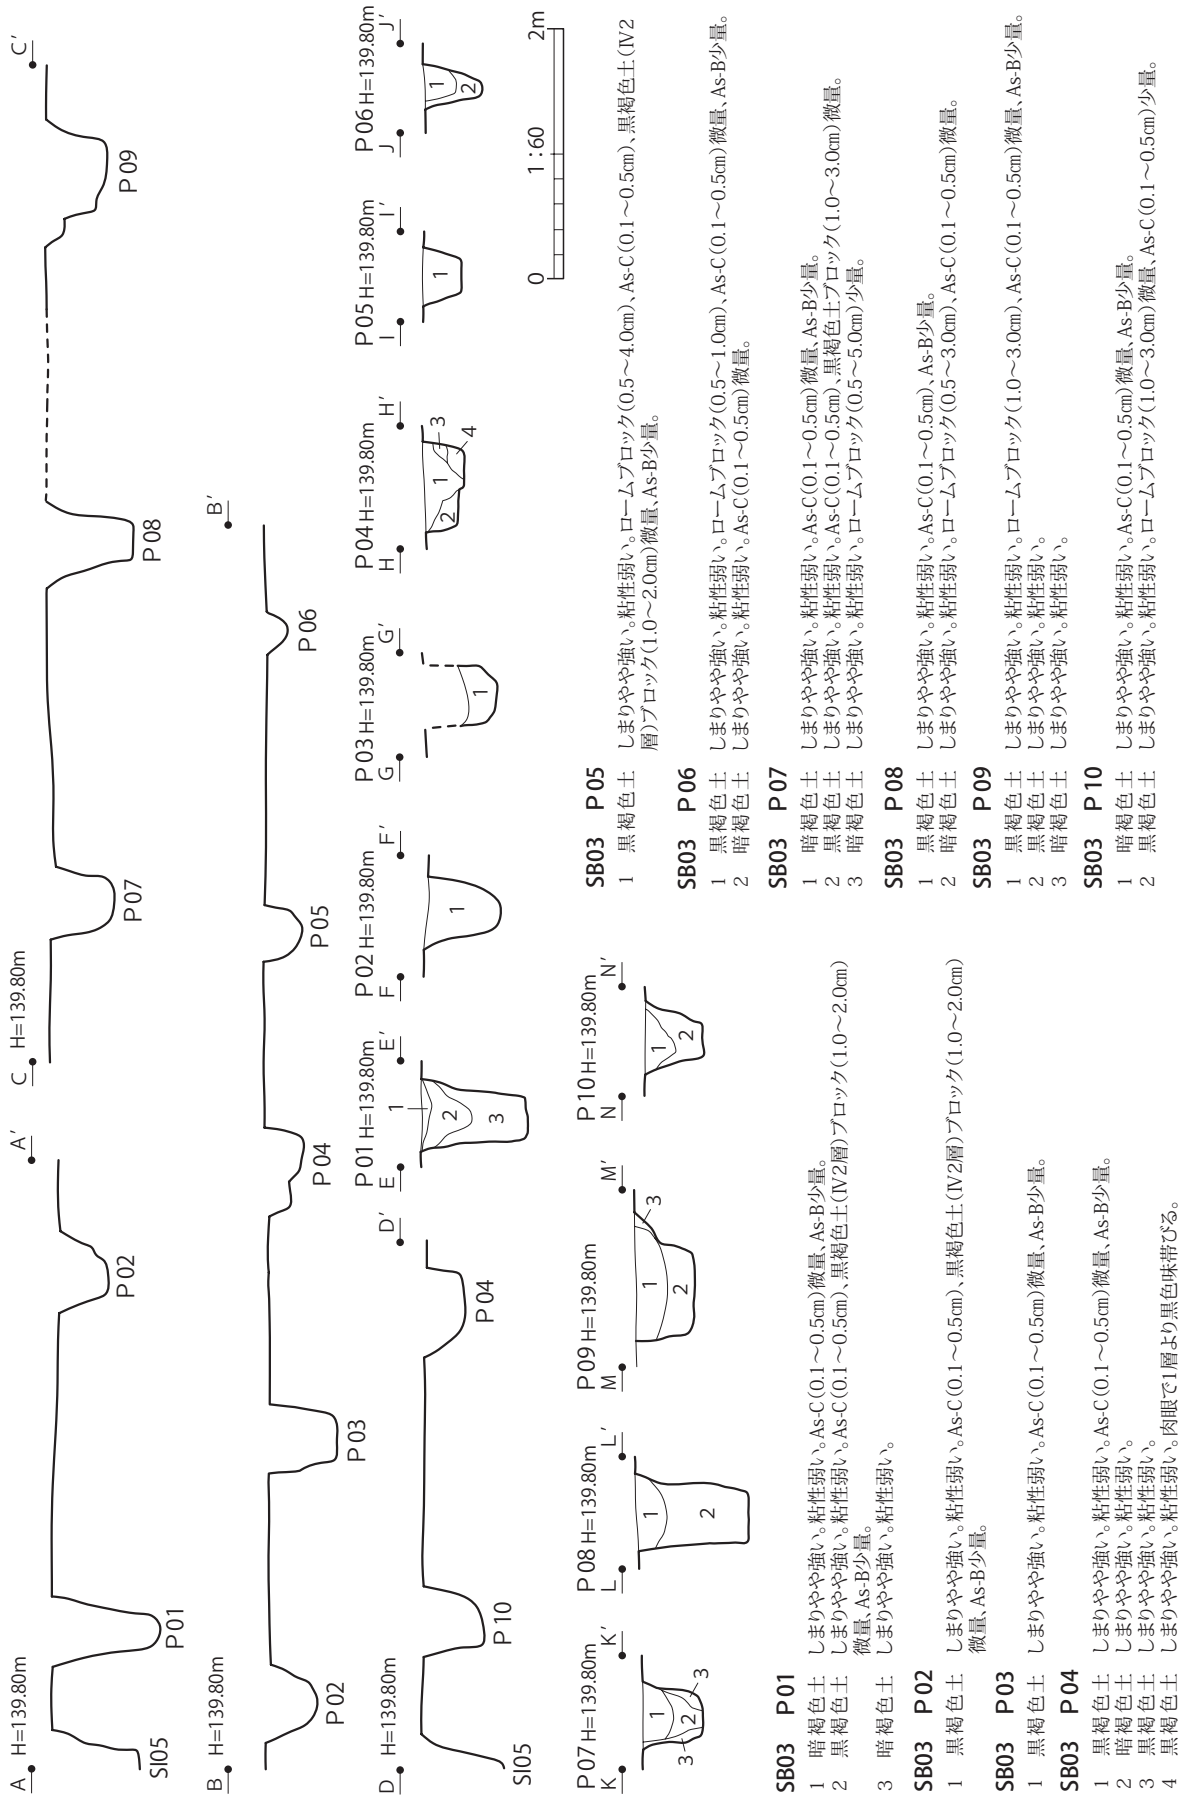 A H=139.80m A′
SI05 P01 P02
C H=139.80m C′
P07 P08 P09
B H=139.80m B′
P02 P03 P04 P05 P06
D H=139.80m D′
SI05 P10 P04
P01 H=139.80m
E E′
1
2
3
P02 H=139.80m
F F′
1
P03 H=139.80m
G G′
1
P04 H=139.80m
H H′
1
2
3
4
P05 H=139.80m
I I′
1
P06 H=139.80m
J J′
1
2
P07 H=139.80m
K K′
1
2
3
3
P08 H=139.80m
L L′
1
2
P09 H=139.80m
M M′
1
2
3
P10 H=139.80m
N N′
1
2
0 1:60 2m
SB03 P01
1 暗褐色土 しまりやや強い。粘性弱い。As-C(0.1～0.5cm)微量、As-B少量。
2 黒褐色土 しまりやや強い。粘性弱い。As-C(0.1～0.5cm)、黒褐色土(Ⅳ2層)ブロック(1.0～2.0cm)
微量、As-B少量。
3 暗褐色土 しまりやや強い。粘性弱い。
SB03 P02
1 黒褐色土 しまりやや強い。粘性弱い。As-C(0.1～0.5cm)、黒褐色土(Ⅳ2層)ブロック(1.0～2.0cm)
微量、As-B少量。
SB03 P03
1 黒褐色土 しまりやや強い。粘性弱い。As-C(0.1～0.5cm)微量、As-B少量。
SB03 P04
1 黒褐色土 しまりやや強い。粘性弱い。As-C(0.1～0.5cm)微量、As-B少量。
2 暗褐色土 しまりやや強い。粘性弱い。
3 黒褐色土 しまりやや強い。粘性弱い。
4 黒褐色土 しまりやや強い。粘性弱い。肉眼で1層より黒色味帯びる。
SB03 P05
1 黒褐色土 しまりやや強い。粘性弱い。ロームブロック(0.5～4.0cm)、As-C(0.1～0.5cm)、黒褐色土(Ⅳ2
層)ブロック(1.0～2.0cm)微量、As-B少量。
SB03 P06
1 黒褐色土 しまりやや強い。粘性弱い。ロームブロック(0.5～1.0cm)、As-C(0.1～0.5cm)微量、As-B少量。
2 暗褐色土 しまりやや強い。粘性弱い。As-C(0.1～0.5cm)微量。
SB03 P07
1 暗褐色土 しまりやや強い。粘性弱い。As-C(0.1～0.5cm)微量、As-B少量。
2 黒褐色土 しまりやや強い。粘性弱い。As-C(0.1～0.5cm)、黒褐色土ブロック(1.0～3.0cm)微量。
3 暗褐色土 しまりやや強い。粘性弱い。ロームブロック(0.5～5.0cm)少量。
SB03 P08
1 黒褐色土 しまりやや強い。粘性弱い。As-C(0.1～0.5cm)、As-B少量。
2 暗褐色土 しまりやや強い。粘性弱い。ロームブロック(0.5～3.0cm)、As-C(0.1～0.5cm)微量。
SB03 P09
1 黒褐色土 しまりやや強い。粘性弱い。ロームブロック(1.0～3.0cm)、As-C(0.1～0.5cm)微量、As-B少量。
2 黒褐色土 しまりやや強い。粘性弱い。
3 暗褐色土 しまりやや強い。粘性弱い。
SB03 P10
1 暗褐色土 しまりやや強い。粘性弱い。As-C(0.1～0.5cm)微量、As-B少量。
2 黒褐色土 しまりやや強い。粘性弱い。ロームブロック(1.0～3.0cm)微量、As-C(0.1～0.5cm)少量。